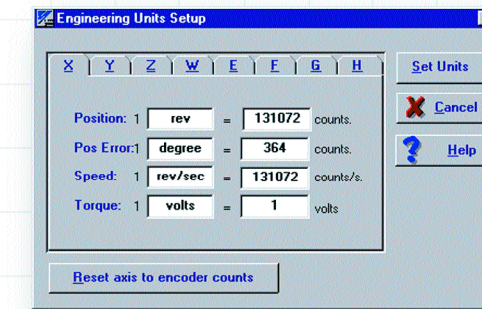 Engineering Units Setup
X Y Z W E F G H
Set Units
Position: 1 rev = 131072 counts.
Cancel
Pos Error:1 degree = 364 counts.
Help
Speed: 1 rev/sec = 131072 counts/s.
Torque: 1 volts = 1 volts
Reset axis to encoder counts